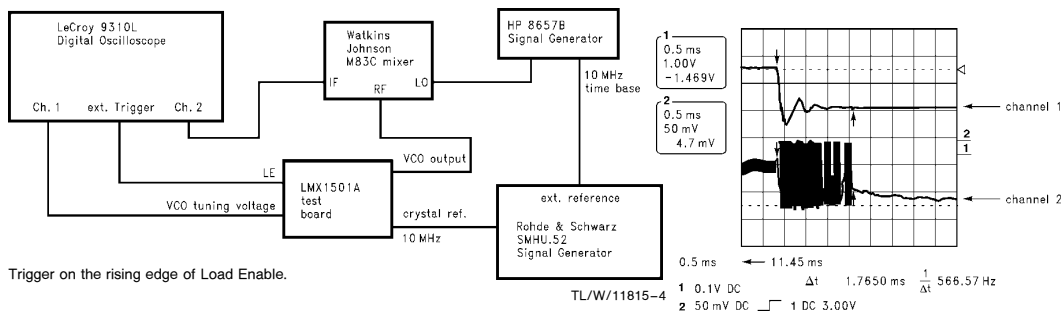 LeCroy 9310L
Digital Oscilloscope
Ch. 1 ext. Trigger Ch. 2
Watkins
Johnson
M83C mixer
IF
RF
LO
HP 8657B
Signal Generator
10 MHz
time base
VCO output
LE
VCO tuning voltage
LMX1501A
test
board
crystal ref.
10 MHz
ext. reference
Rohde & Schwarz
SMHU.52
Signal Generator
Trigger on the rising edge of Load Enable.
TL/W/11815–4
1
0.5 ms
1.00V
−1.469V
2
0.5 ms
50 mV
4.7 mV
channel 1
2
1
channel 2
0.5 ms 11.45 ms
Δt 1.7650 ms 1/Δt 566.57 Hz
1 0.1V DC
2 50 mV DC 1 DC 3.00V